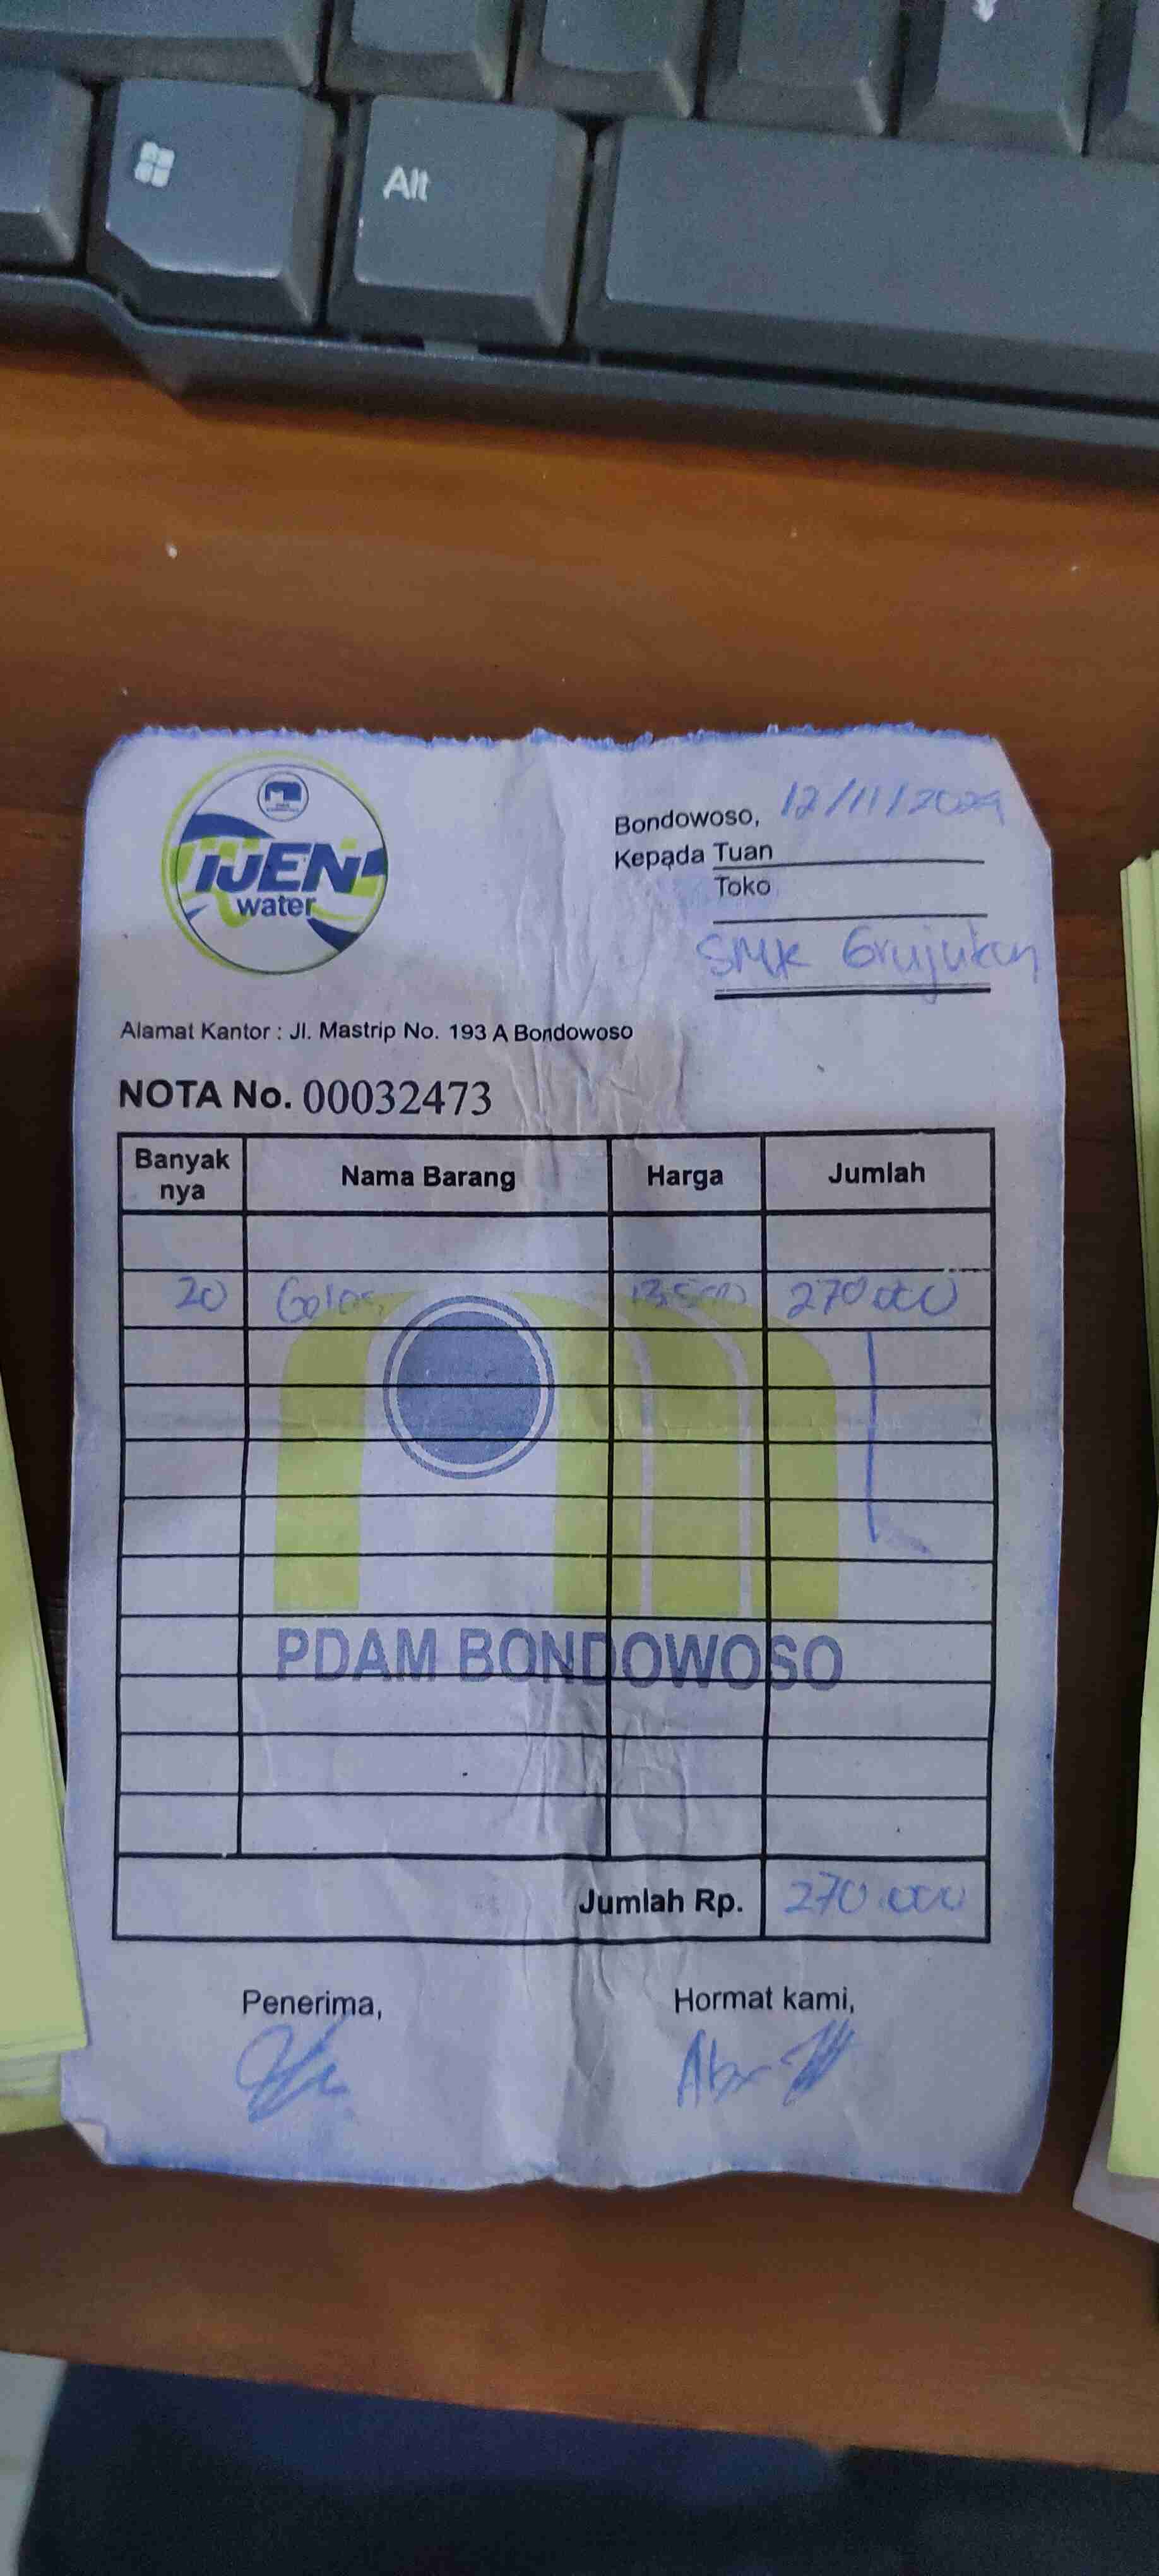 Alt
IJEN
water
Bondowoso, 12/11/2024
Kepada Tuan
Toko
SMK Grujukan
Alamat Kantor : Jl. Mastrip No. 193 A Bondowoso
NOTA No. 00032473
Banyak nya Nama Barang Harga Jumlah
20 Galon 13.500 270.000
PDAM BONDOWOSO
Jumlah Rp. 270.000
Penerima, Hormat kami,